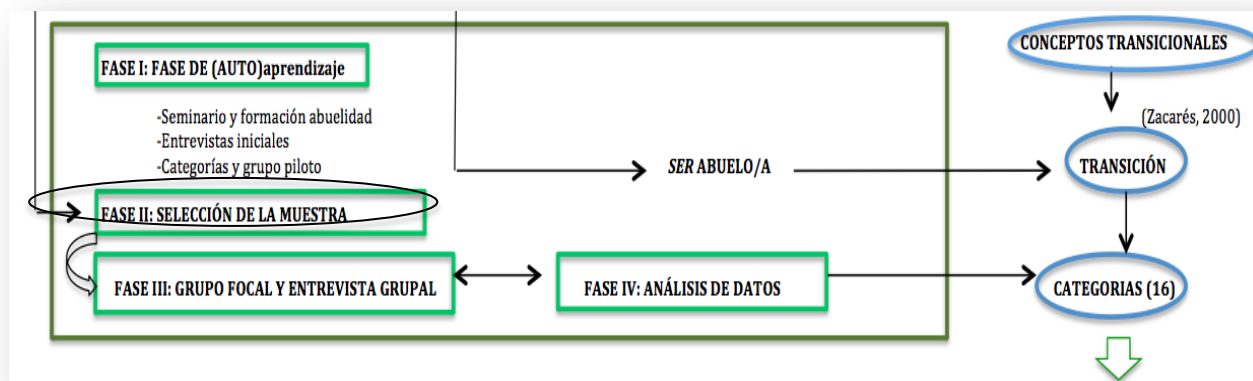 FASE I: FASE DE (AUTO)aprendizaje
-Seminario y formación abuelidad
-Entrevistas iniciales
-Categorías y grupo piloto
FASE II: SELECCIÓN DE LA MUESTRA
FASE III: GRUPO FOCAL Y ENTREVISTA GRUPAL
FASE IV: ANÁLISIS DE DATOS
SER ABUELO/A
CONCEPTOS TRANSICIONALES
(Zacarés, 2000)
TRANSICIÓN
CATEGORIAS (16)